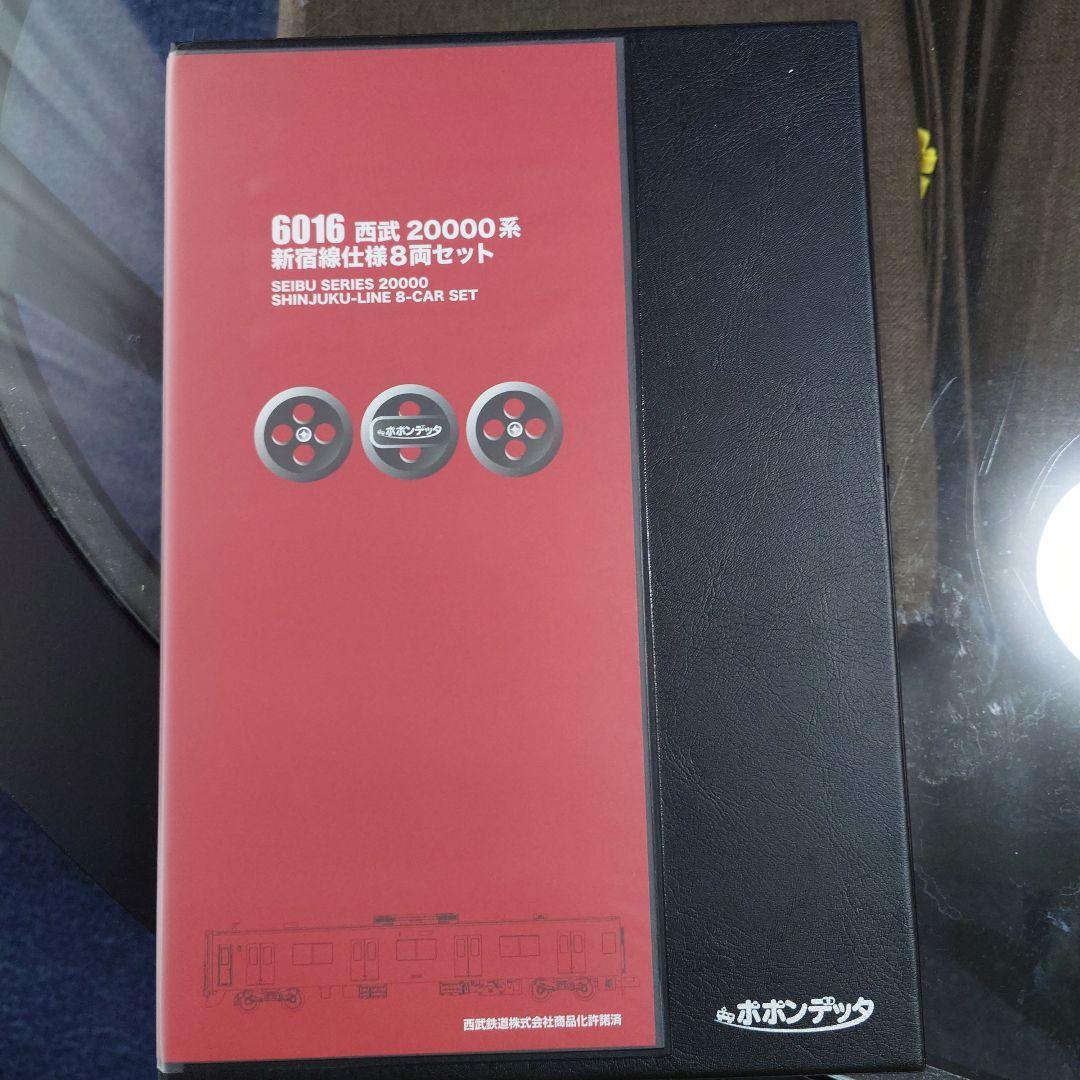 6016 西武 20000系
新宿線仕様8両セット
SEIBU SERIES 20000
SHINJUKU-LINE 8-CAR SET
ポポンデッタ
西武鉄道株式会社商品化許諾済
ポポンデッタ